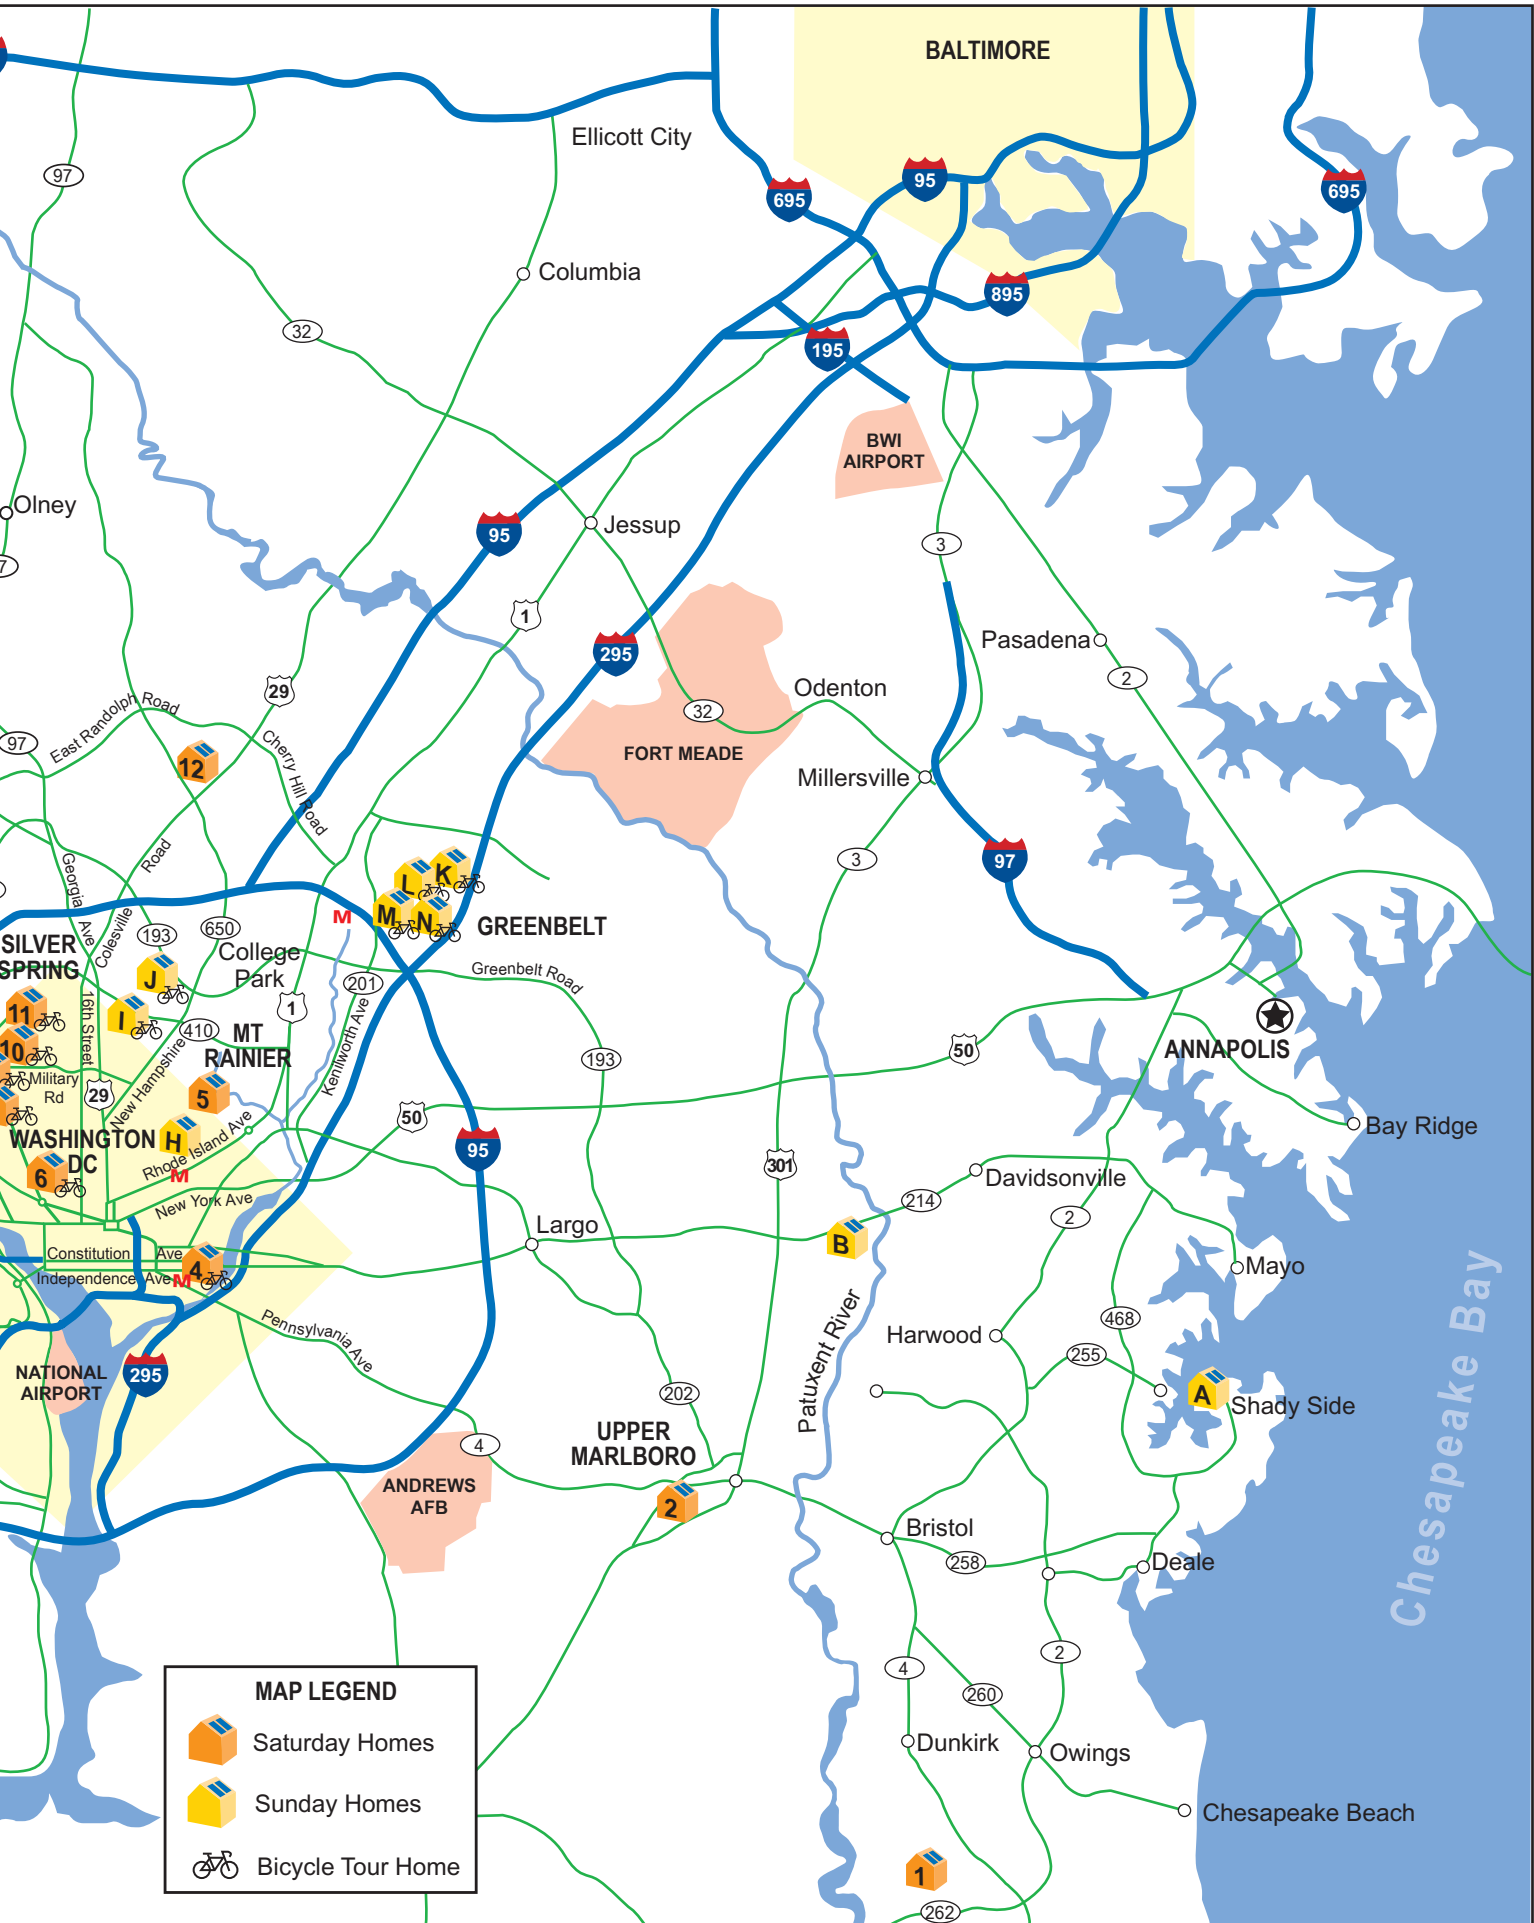 BALTIMORE
Ellicott City
97
95
695
695
Columbia
895
32
195
BWI
AIRPORT
Olney
95
Jessup
3
7
1
295
Pasadena
2
29
Odenton
East Randolph Road
32
97
Cherry Hill Road
FORT MEADE
12
Millersville
Road
3
97
Georgia Ave
L
K
M
N
M
GREENBELT
Colesville
193
650
SILVER
SPRING
College
Park
Greenbelt Road
J
201
11
16th Street
I
1
410
MT
RAINIER
Kenilworth Ave
10
50
ANNAPOLIS
193
Military
Rd
29
New Hampshire
5
50
Bay Ridge
WASHINGTON
DC
H
Rhode Island Ave
95
301
6
M
Davidsonville
New York Ave
214
2
Largo
B
Constitution Ave
4
Independence Ave
M
Mayo
Patuxent River
Chesapeake Bay
Pennsylvania Ave
468
Harwood
255
NATIONAL
AIRPORT
295
202
A
Shady Side
UPPER
MARLBORO
4
ANDREWS
AFB
2
Bristol
258
Deale
2
4
260
MAP LEGEND
Saturday Homes
Dunkirk
Owings
Sunday Homes
Chesapeake Beach
Bicycle Tour Home
1
262